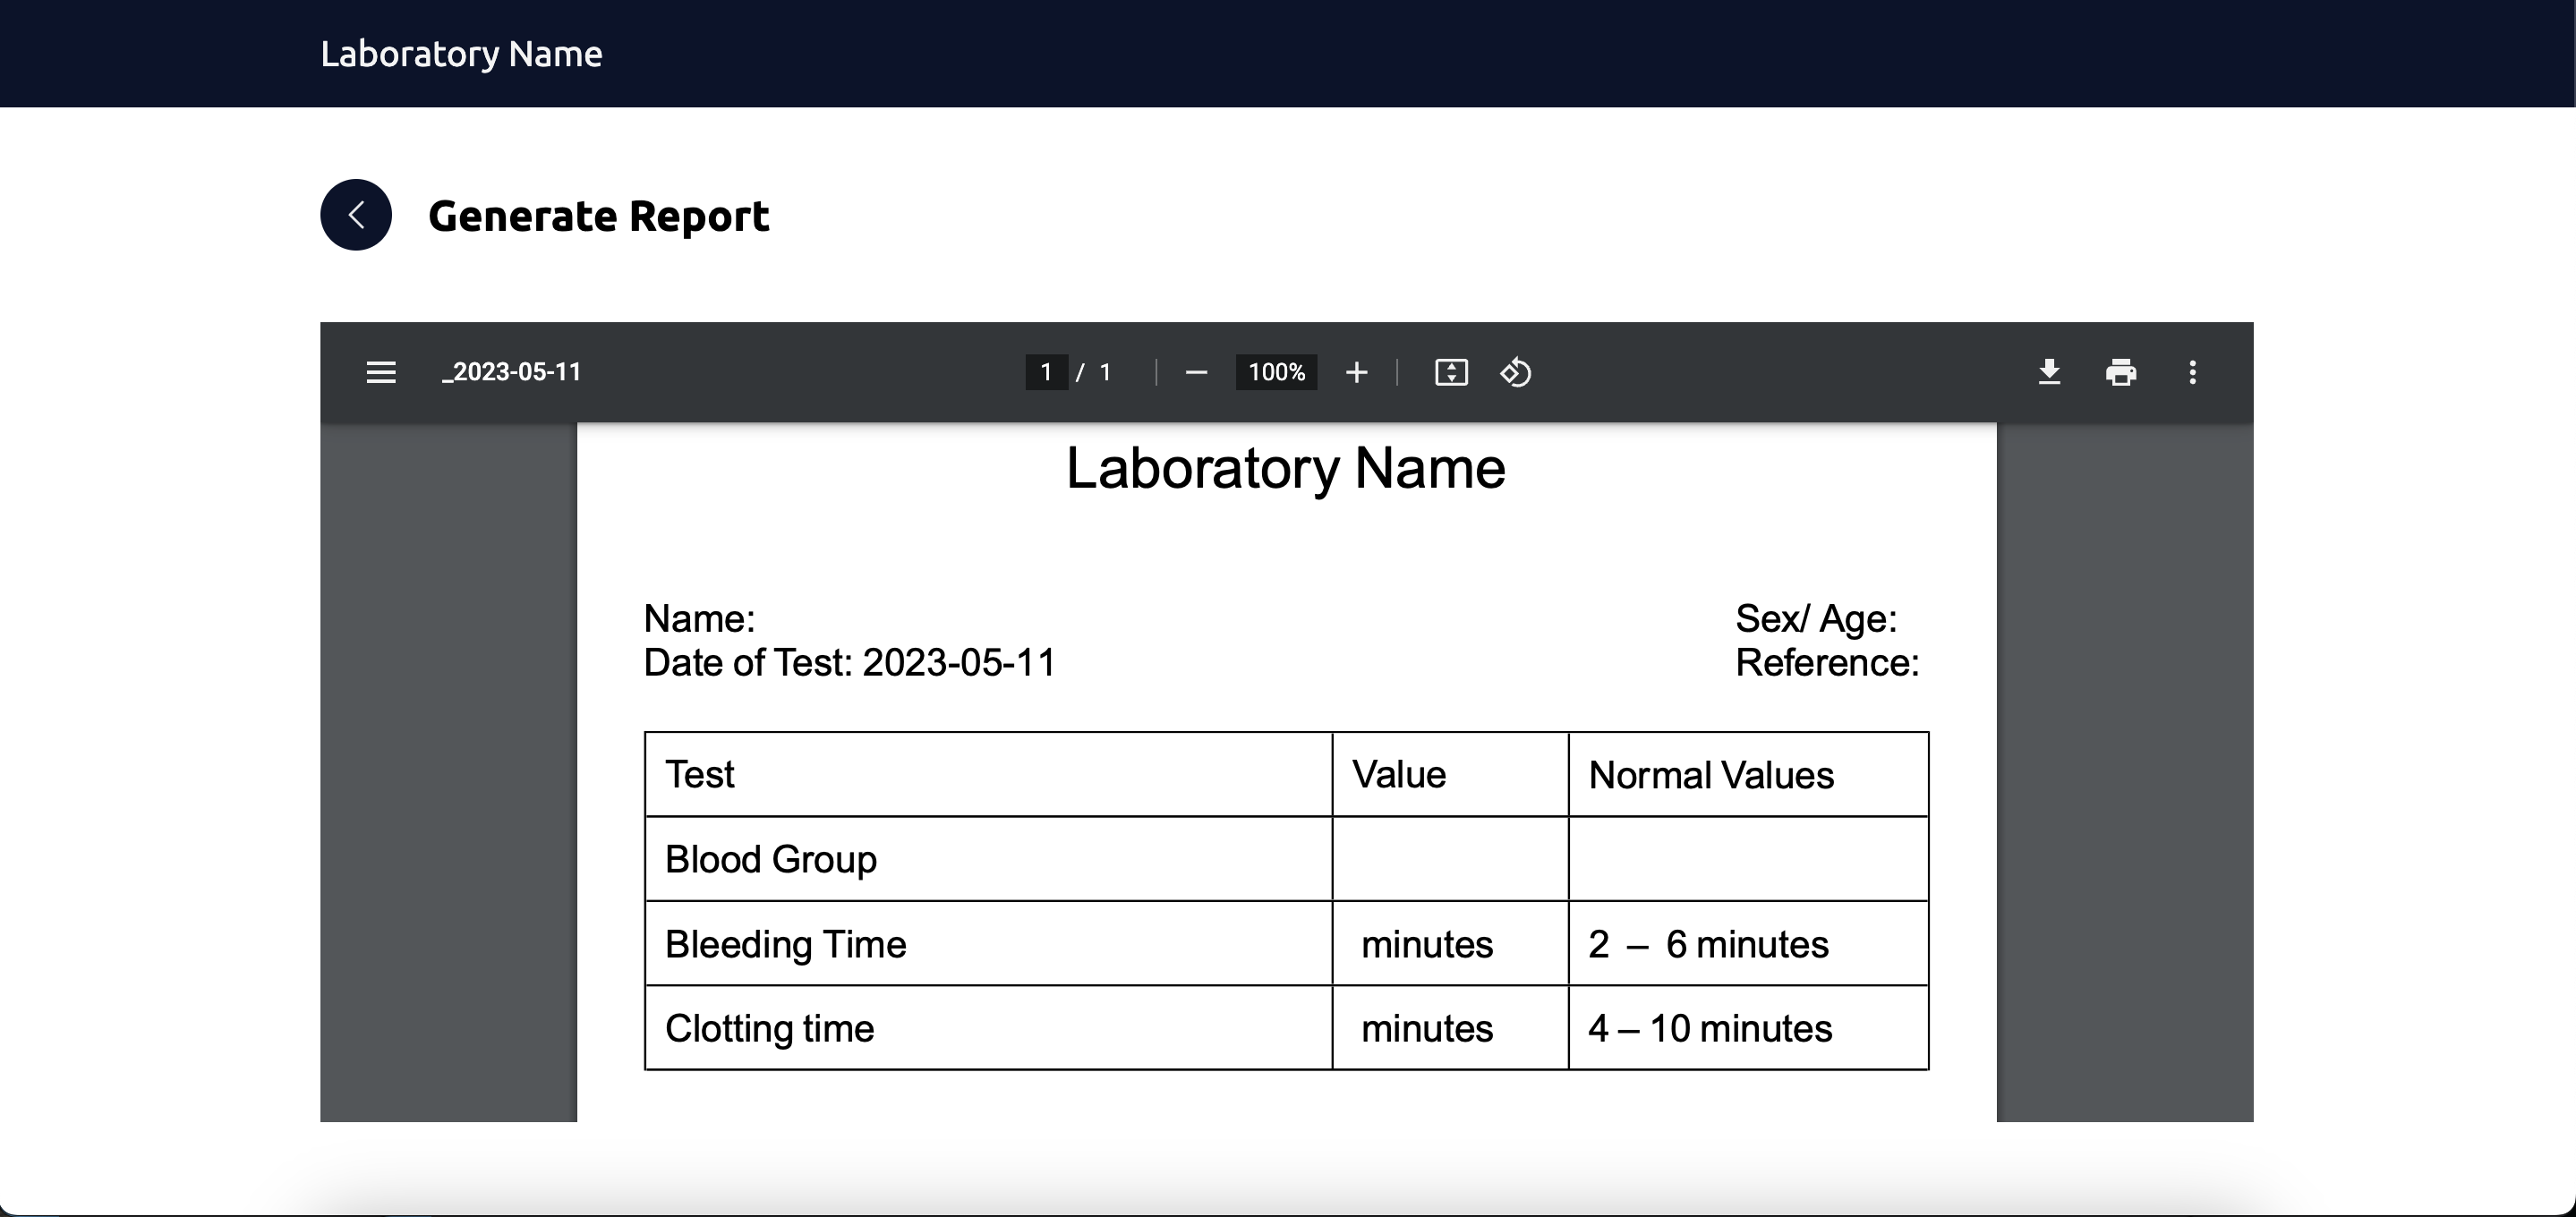 Laboratory Name
Generate Report
_2023-05-11 1 / 1 100%
Laboratory Name
Name: Sex/ Age:
Date of Test: 2023-05-11 Reference:
Test Value Normal Values
Blood Group
Bleeding Time minutes 2 – 6 minutes
Clotting time minutes 4 – 10 minutes